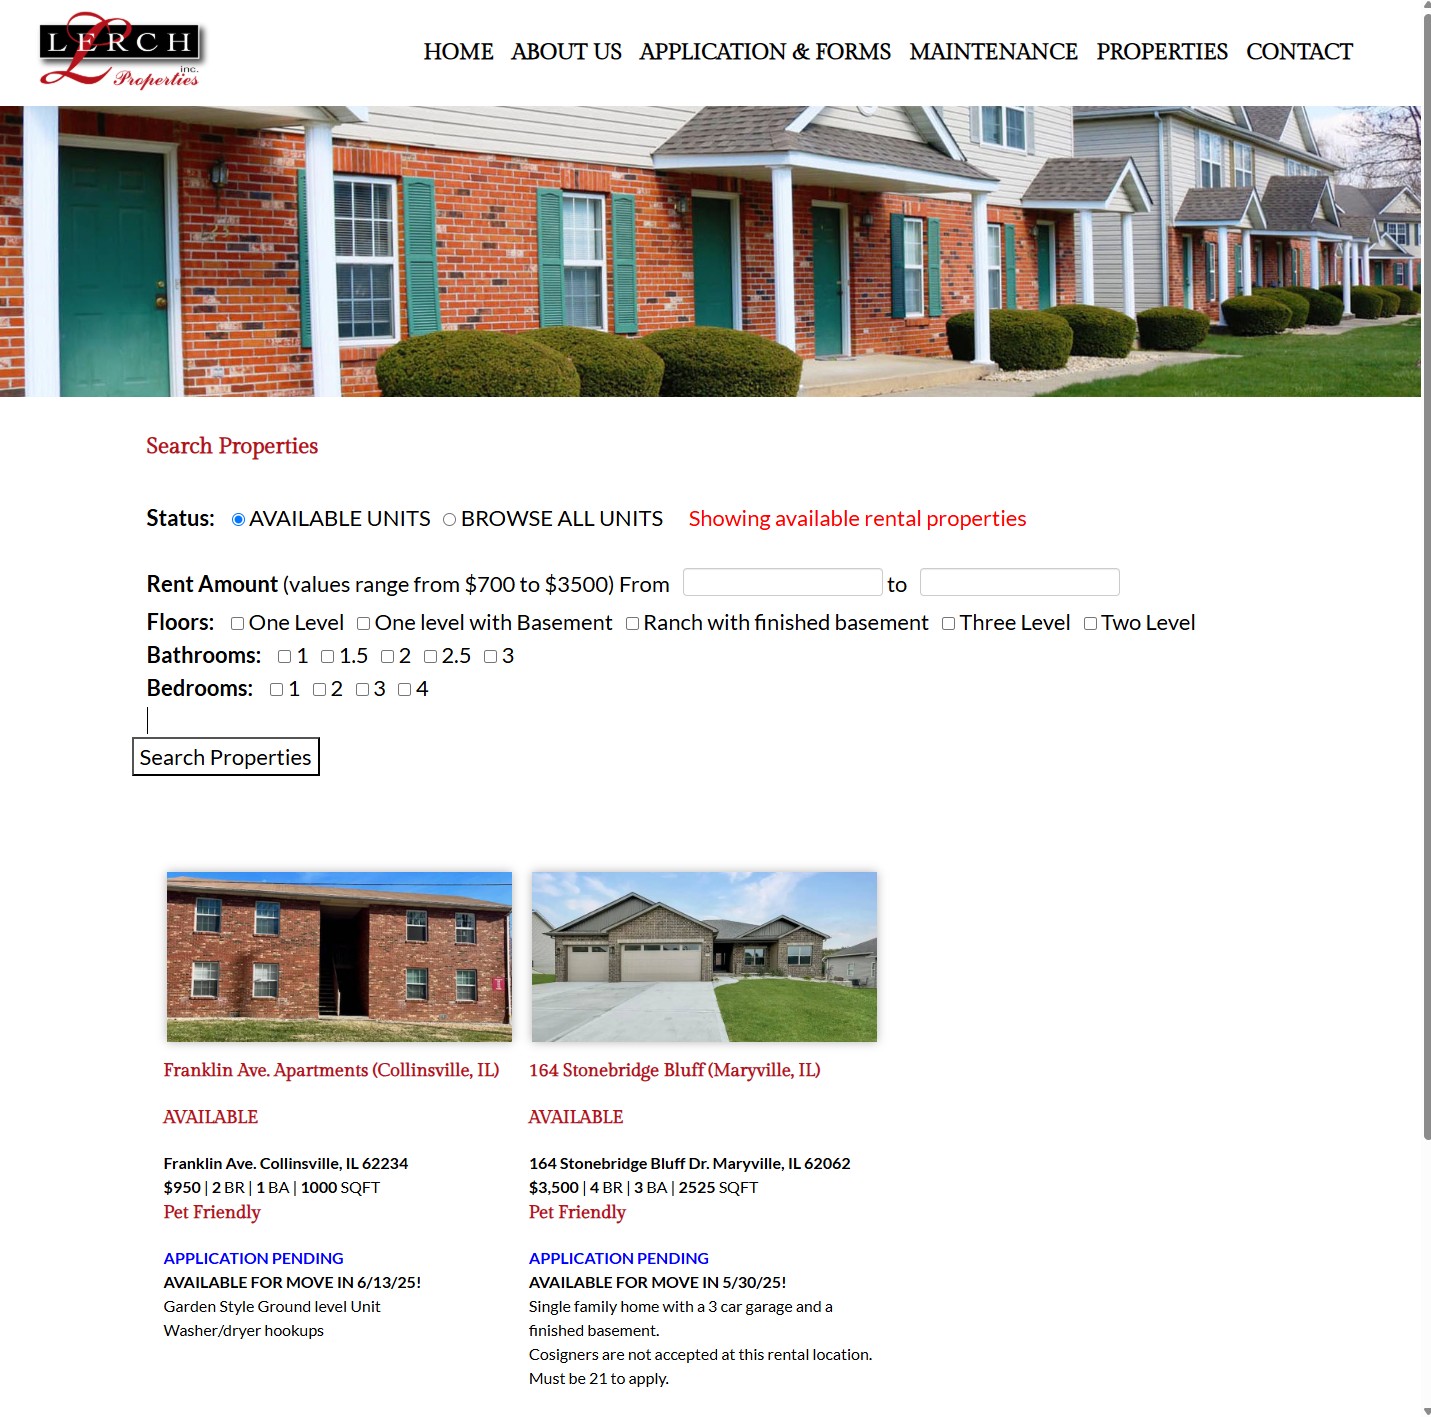 LERCH
inc.
Properties
HOME ABOUT US APPLICATION & FORMS MAINTENANCE PROPERTIES CONTACT
Search Properties
Status: AVAILABLE UNITS BROWSE ALL UNITS Showing available rental properties
Rent Amount (values range from $700 to $3500) From to
Floors: One Level One level with Basement Ranch with finished basement Three Level Two Level
Bathrooms: 1 1.5 2 2.5 3
Bedrooms: 1 2 3 4
Search Properties
Franklin Ave. Apartments (Collinsville, IL)
AVAILABLE
Franklin Ave. Collinsville, IL 62234
$950 | 2 BR | 1 BA | 1000 SQFT
Pet Friendly
APPLICATION PENDING
AVAILABLE FOR MOVE IN 6/13/25!
Garden Style Ground level Unit
Washer/dryer hookups
164 Stonebridge Bluff (Maryville, IL)
AVAILABLE
164 Stonebridge Bluff Dr. Maryville, IL 62062
$3,500 | 4 BR | 3 BA | 2525 SQFT
Pet Friendly
APPLICATION PENDING
AVAILABLE FOR MOVE IN 5/30/25!
Single family home with a 3 car garage and a
finished basement.
Cosigners are not accepted at this rental location.
Must be 21 to apply.